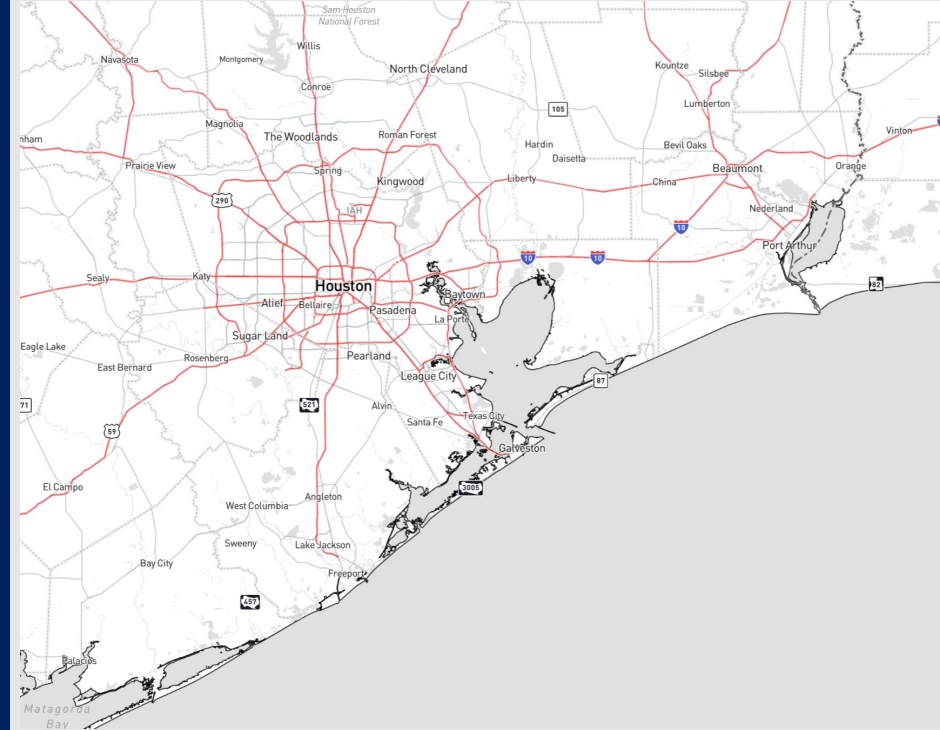 Sam Houston
National Forest
Willis
Navasota
Montgomery
North Cleveland
Kountze
Silsbee
Conroe
Lumberton
105
Magnolia
The Woodlands
Roman Forest
Vinton
nham
Hardin
Bevil Oaks
Daisetta
Prairie View
Spring
Beaumont
Orange
Kingwood
Liberty
China
290
IAH
Nederland
10
Port Arthur
10
10
Sealy
Katy
Houston
82
Baytown
Alief
Bellaire
Pasadena
La Porte
Sugar Land
Eagle Lake
Rosenberg
Pearland
East Bernard
League City
87
71
521
Alvin
Texas City
Santa Fe
59
Galveston
El Campo
3005
Angleton
West Columbia
Sweeny
Lake Jackson
Bay City
Freeport
457
Palacios
Matagorda
Bay